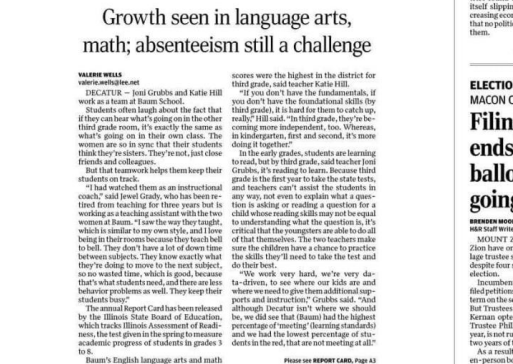 Growth seen in language arts,
math; absenteeism still a challenge
VALERIE WELLS
valerie.wells@lee.net
DECATUR — Joni Grubbs and Katie Hill
work as a team at Baum School.
Students often laugh about the fact that
if they can hear what's going on in the other
third grade room, it's exactly the same as
what's going on in their own class. The
women are so in sync that their students
think they're sisters. They're not, just close
friends and colleagues.
But that teamwork helps them keep their
students on track.
"I had watched them as an instructional
coach," said Jewel Grady, who has been re-
tired from teaching for three years but is
working as a teaching assistant with the two
women at Baum. "I saw the way they taught,
which is similar to my own style, and I love
being in their rooms because they teach bell
to bell. They don't have a lot of down time
between subjects. They know exactly what
they're doing to move to the next subject,
so no wasted time, which is good, because
that's what students need, and there are less
behavior problems as well. They keep their
students busy."
The annual Report Card has been released
by the Illinois State Board of Education,
which tracks Illinois Assessment of Readi-
ness, the test given in the spring to measure
academic progress of students in grades 3
to 8.
Baum's English language arts and math
scores were the highest in the district for
third grade, said teacher Katie Hill.
"If you don't have the fundamentals, if
you don't have the foundational skills (by
third grade), it is hard for them to catch up,
really," Hill said. "In third grade, they're be-
coming more independent, too. Whereas,
in kindergarten, first and second, it's more
doing it together."
In the early grades, students are learning
to read, but by third grade, said teacher Joni
Grubbs, it's reading to learn. Because third
grade is the first year to take the state tests,
and teachers can't assist the students in
any way, not even to explain what a ques-
tion is asking or reading a question for a
child whose reading skills may not be equal
to understanding what the question is, it's
critical that the youngsters are able to do all
of that themselves. The two teachers make
sure the children have a chance to practice
the skills they'll need to take the test and
do their best.
"We work very hard, we're very da-
ta-driven, to see where our kids are and
where we need to give them additional sup-
ports and instruction," Grubbs said. "And
although Decatur isn't where we should
be, we did see that (Baum) had the highest
percentage of 'meeting' (learning standards)
and we had the lowest percentage of stu-
dents in the red, that are not meeting at all."
Please see REPORT CARD, Page A3
itself slippin
creasing eco
that no politi
them.
ELECTIO
MACON C
Filin
ends
ballo
going
BRENDEN MOO
H&R Staff Write
MOUNT Z
Zion have or
lage trustee s
despite four s
election.
Incumben
filed petitions
term on the se
But Trustees
Kernan opte
Trustee Phil
year, is not ru
two years of t
As a resul
en-person bo